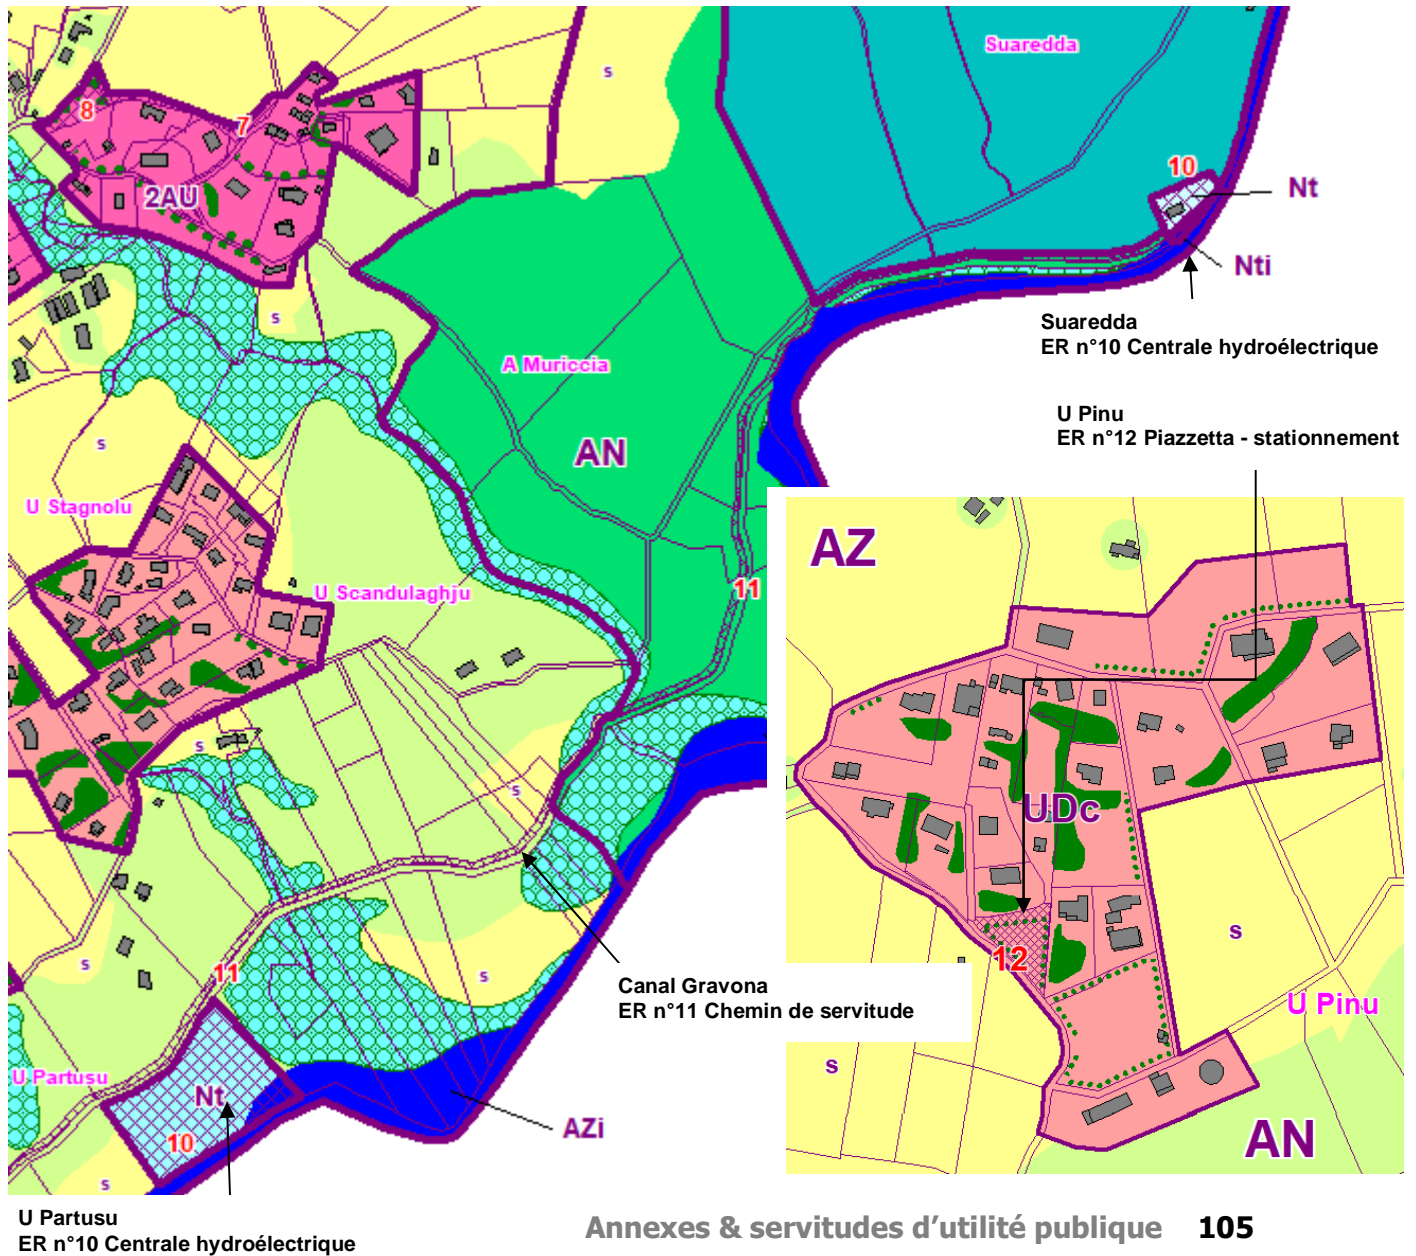 Suaredda
s
8
7
10
2AU
Nt
Nti
s
Suaredda
ER n°10 Centrale hydroélectrique
A Muriccia
U Pinu
ER n°12 Piazzetta - stationnement
s
AN
U Stagnolu
AZ
11
U Scandulaghju
s
s
UDc
s
12
s
11
s
Canal Gravona
ER n°11 Chemin de servitude
U Pinu
s
U Partusu
Nt
10
AZi
AN
s
U Partusu
ER n°10 Centrale hydroélectrique
Annexes & servitudes d'utilité publique 105